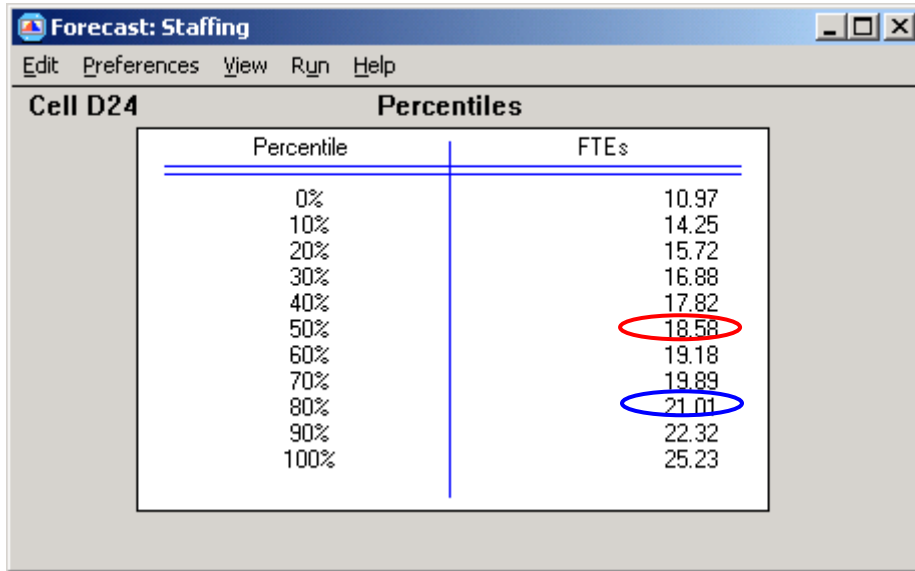 Forecast: Staffing
Edit Preferences View Run Help
Cell D24 Percentiles
Percentile FTEs
0% 10.97
10% 14.25
20% 15.72
30% 16.88
40% 17.82
50% 18.58
60% 19.18
70% 19.89
80% 21.01
90% 22.32
100% 25.23